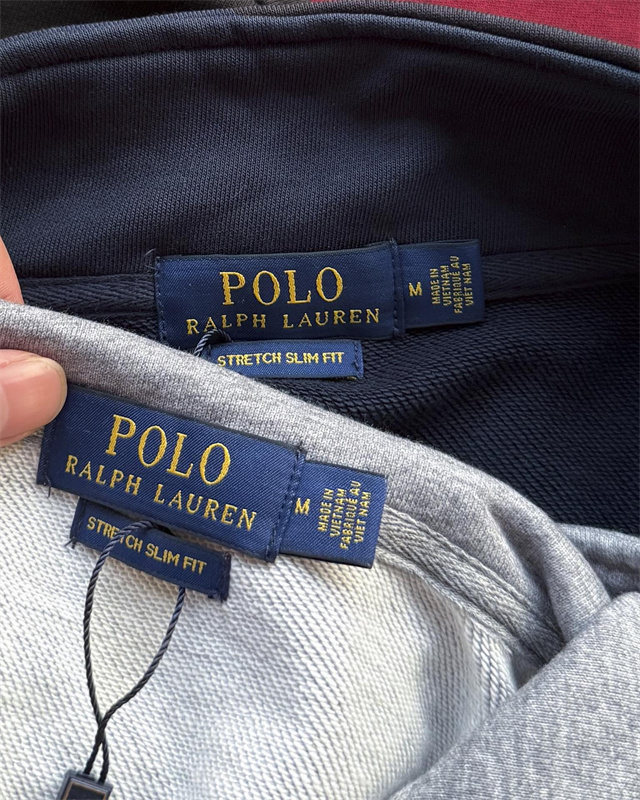 POLO
RALPH LAUREN
M
MADE IN
VIETNAM
FABRIQUÉ AU
VIET NAM
STRETCH SLIM FIT
POLO
RALPH LAUREN
M
MADE IN
VIETNAM
FABRIQUÉ AU
VIET NAM
STRETCH SLIM FIT